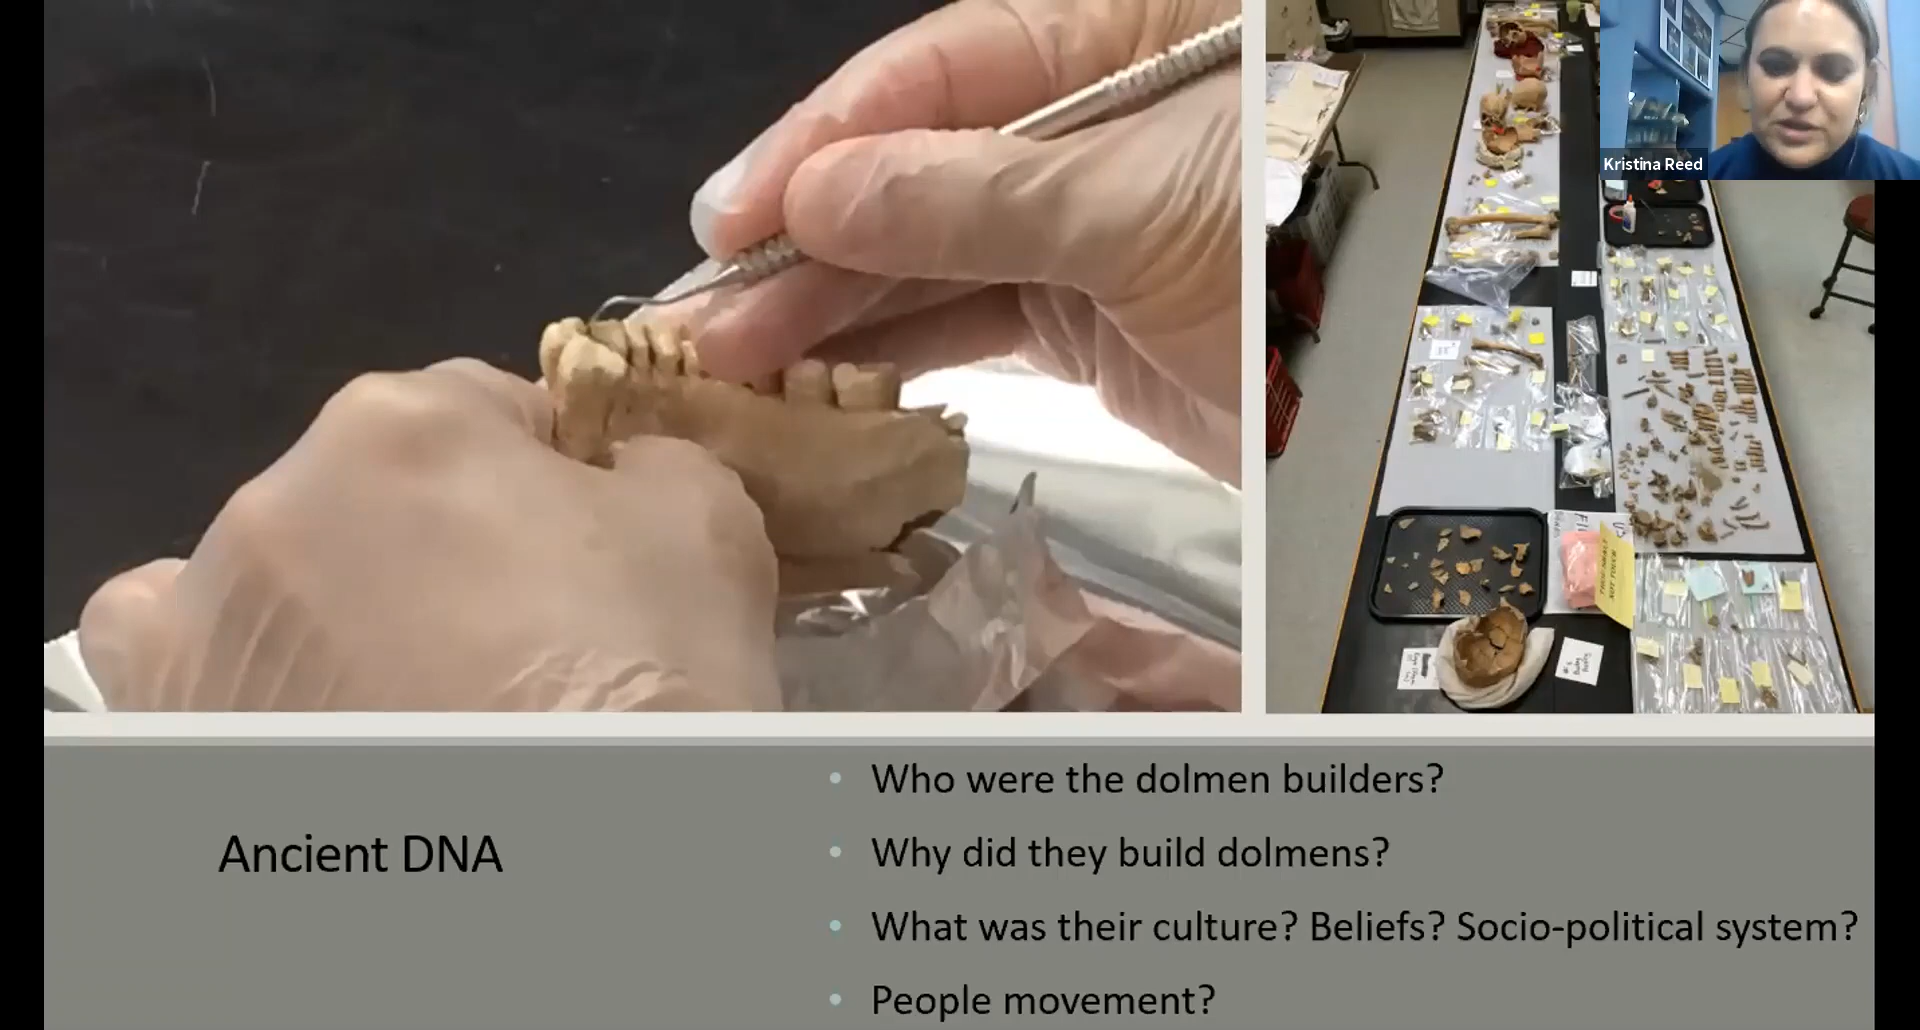 Kristina Reed
Ancient DNA
• Who were the dolmen builders?
• Why did they build dolmens?
• What was their culture? Beliefs? Socio-political system?
• People movement?